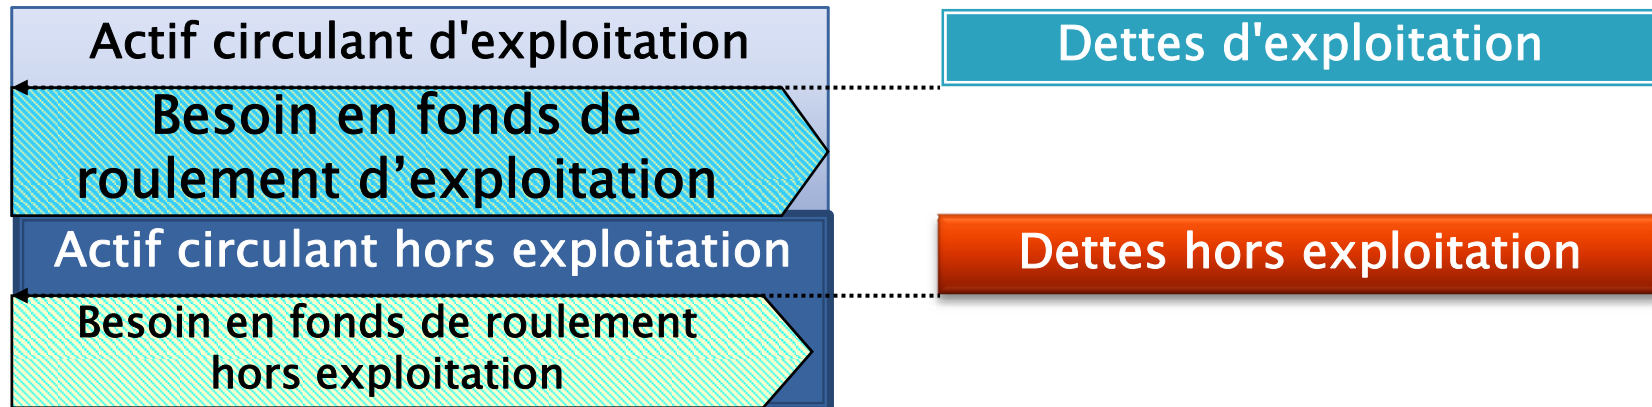 Actif circulant d'exploitation
Dettes d'exploitation
Besoin en fonds de
roulement d’exploitation
Actif circulant hors exploitation
Dettes hors exploitation
Besoin en fonds de roulement
hors exploitation